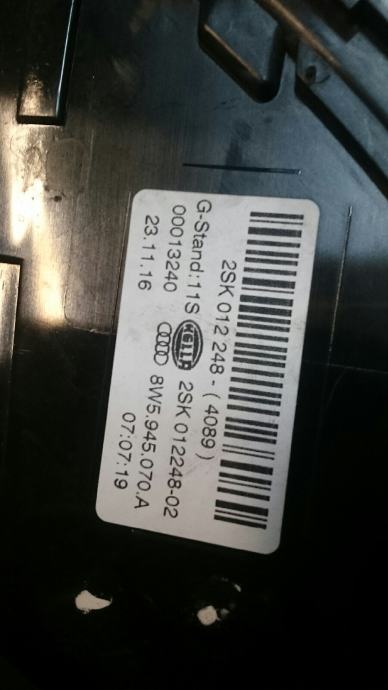 2SK 012 248 - ( 4089 )
G-Stand:11S HELLA 2SK 012248-02
00013240 8W5.945.070.A
23.11.16 07:07:19